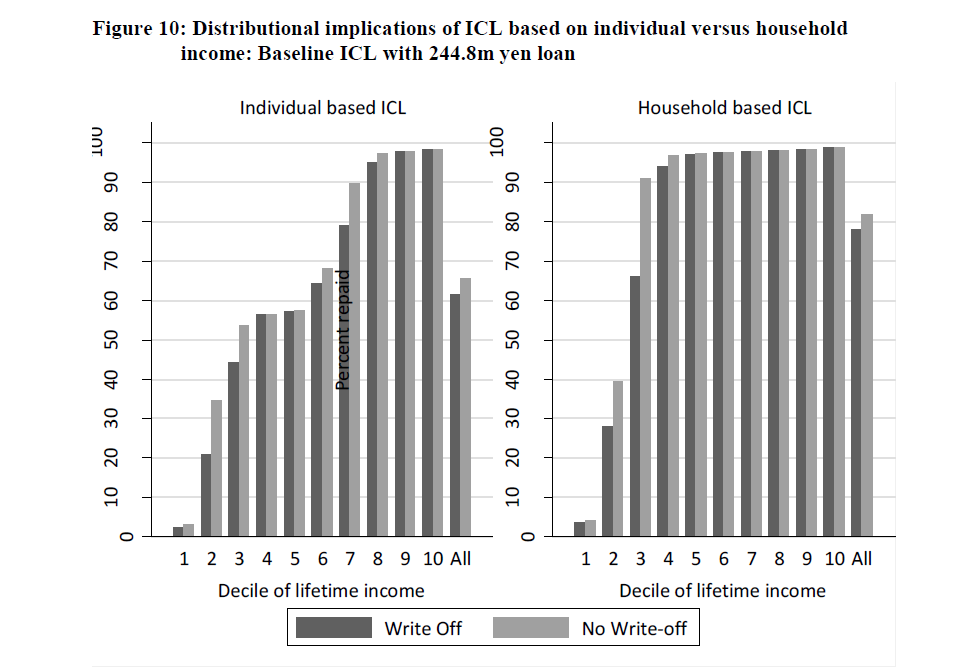 Figure 10: Distributional implications of ICL based on individual versus household
income: Baseline ICL with 244.8m yen loan
Individual based ICL
Household based ICL
Percent repaid
100
90
80
70
60
50
40
30
20
10
0
100
90
80
70
60
50
40
30
20
10
0
1 2 3 4 5 6 7 8 9 10 All
1 2 3 4 5 6 7 8 9 10 All
Decile of lifetime income
Decile of lifetime income
Write Off
No Write-off